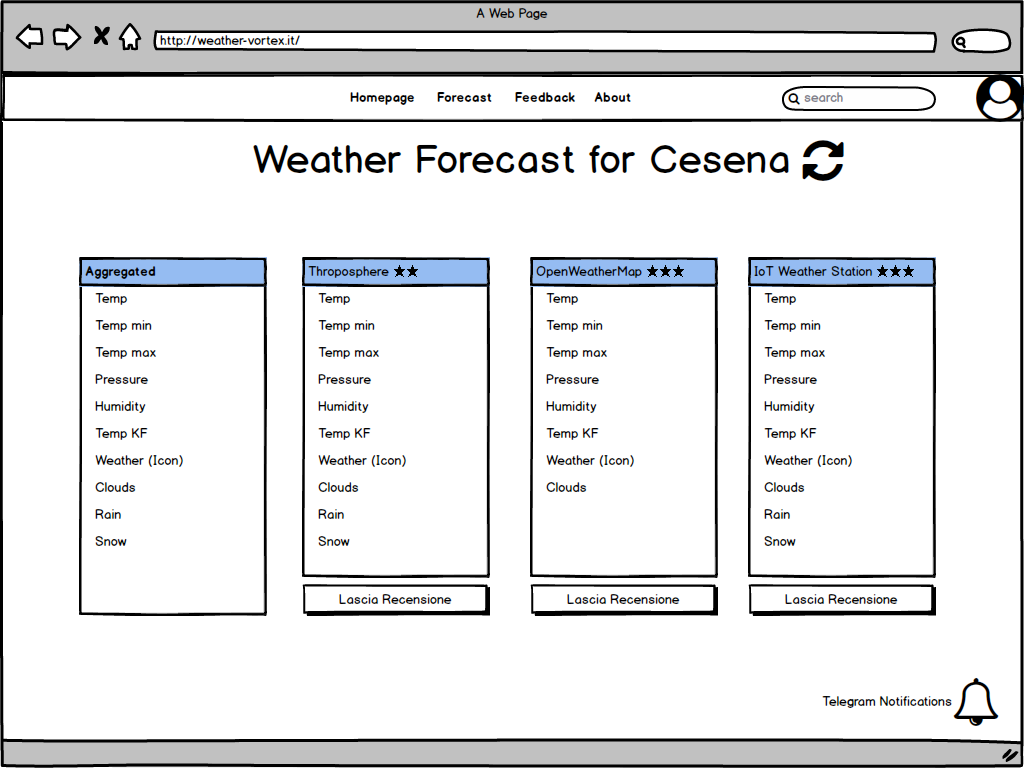 A Web Page
http://weather-vortex.it/
Homepage Forecast Feedback About search
Weather Forecast for Cesena
Aggregated
Temp
Temp min
Temp max
Pressure
Humidity
Temp KF
Weather (Icon)
Clouds
Rain
Snow
Throposphere ★★
Temp
Temp min
Temp max
Pressure
Humidity
Temp KF
Weather (Icon)
Clouds
Rain
Snow
Lascia Recensione
OpenWeatherMap ★★★
Temp
Temp min
Temp max
Pressure
Humidity
Temp KF
Weather (Icon)
Clouds
Lascia Recensione
IoT Weather Station ★★★
Temp
Temp min
Temp max
Pressure
Humidity
Temp KF
Weather (Icon)
Clouds
Rain
Snow
Lascia Recensione
Telegram Notifications